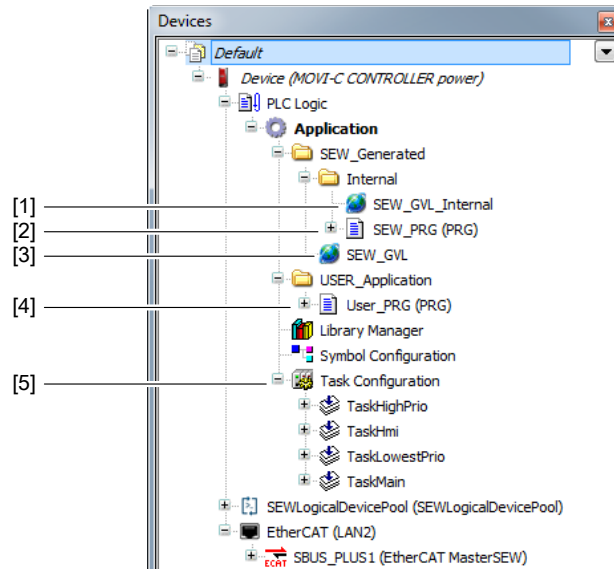 Devices
Default
Device (MOVI-C CONTROLLER power)
PLC Logic
Application
SEW_Generated
Internal
[1] SEW_GVL_Internal
[2] SEW_PRG (PRG)
[3] SEW_GVL
USER_Application
[4] User_PRG (PRG)
Library Manager
Symbol Configuration
[5] Task Configuration
TaskHighPrio
TaskHmi
TaskLowestPrio
TaskMain
SEWLogicalDevicePool (SEWLogicalDevicePool)
EtherCAT (LAN2)
ECAT SBUS_PLUS1 (EtherCAT MasterSEW)